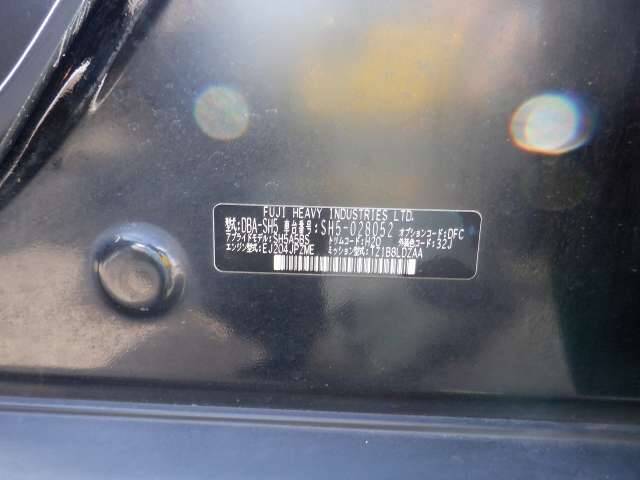 FUJI HEAVY INDUSTRIES LTD.
型式:DBA-SH5 車台番号:SH5-028052 オプションコード:DFC
アプライドモデル:SH5A58S トリムコード:H20 外装色コード:32J
エンジン型式:EJ204JPZME ミッション型式:TZ1B8LDZAA